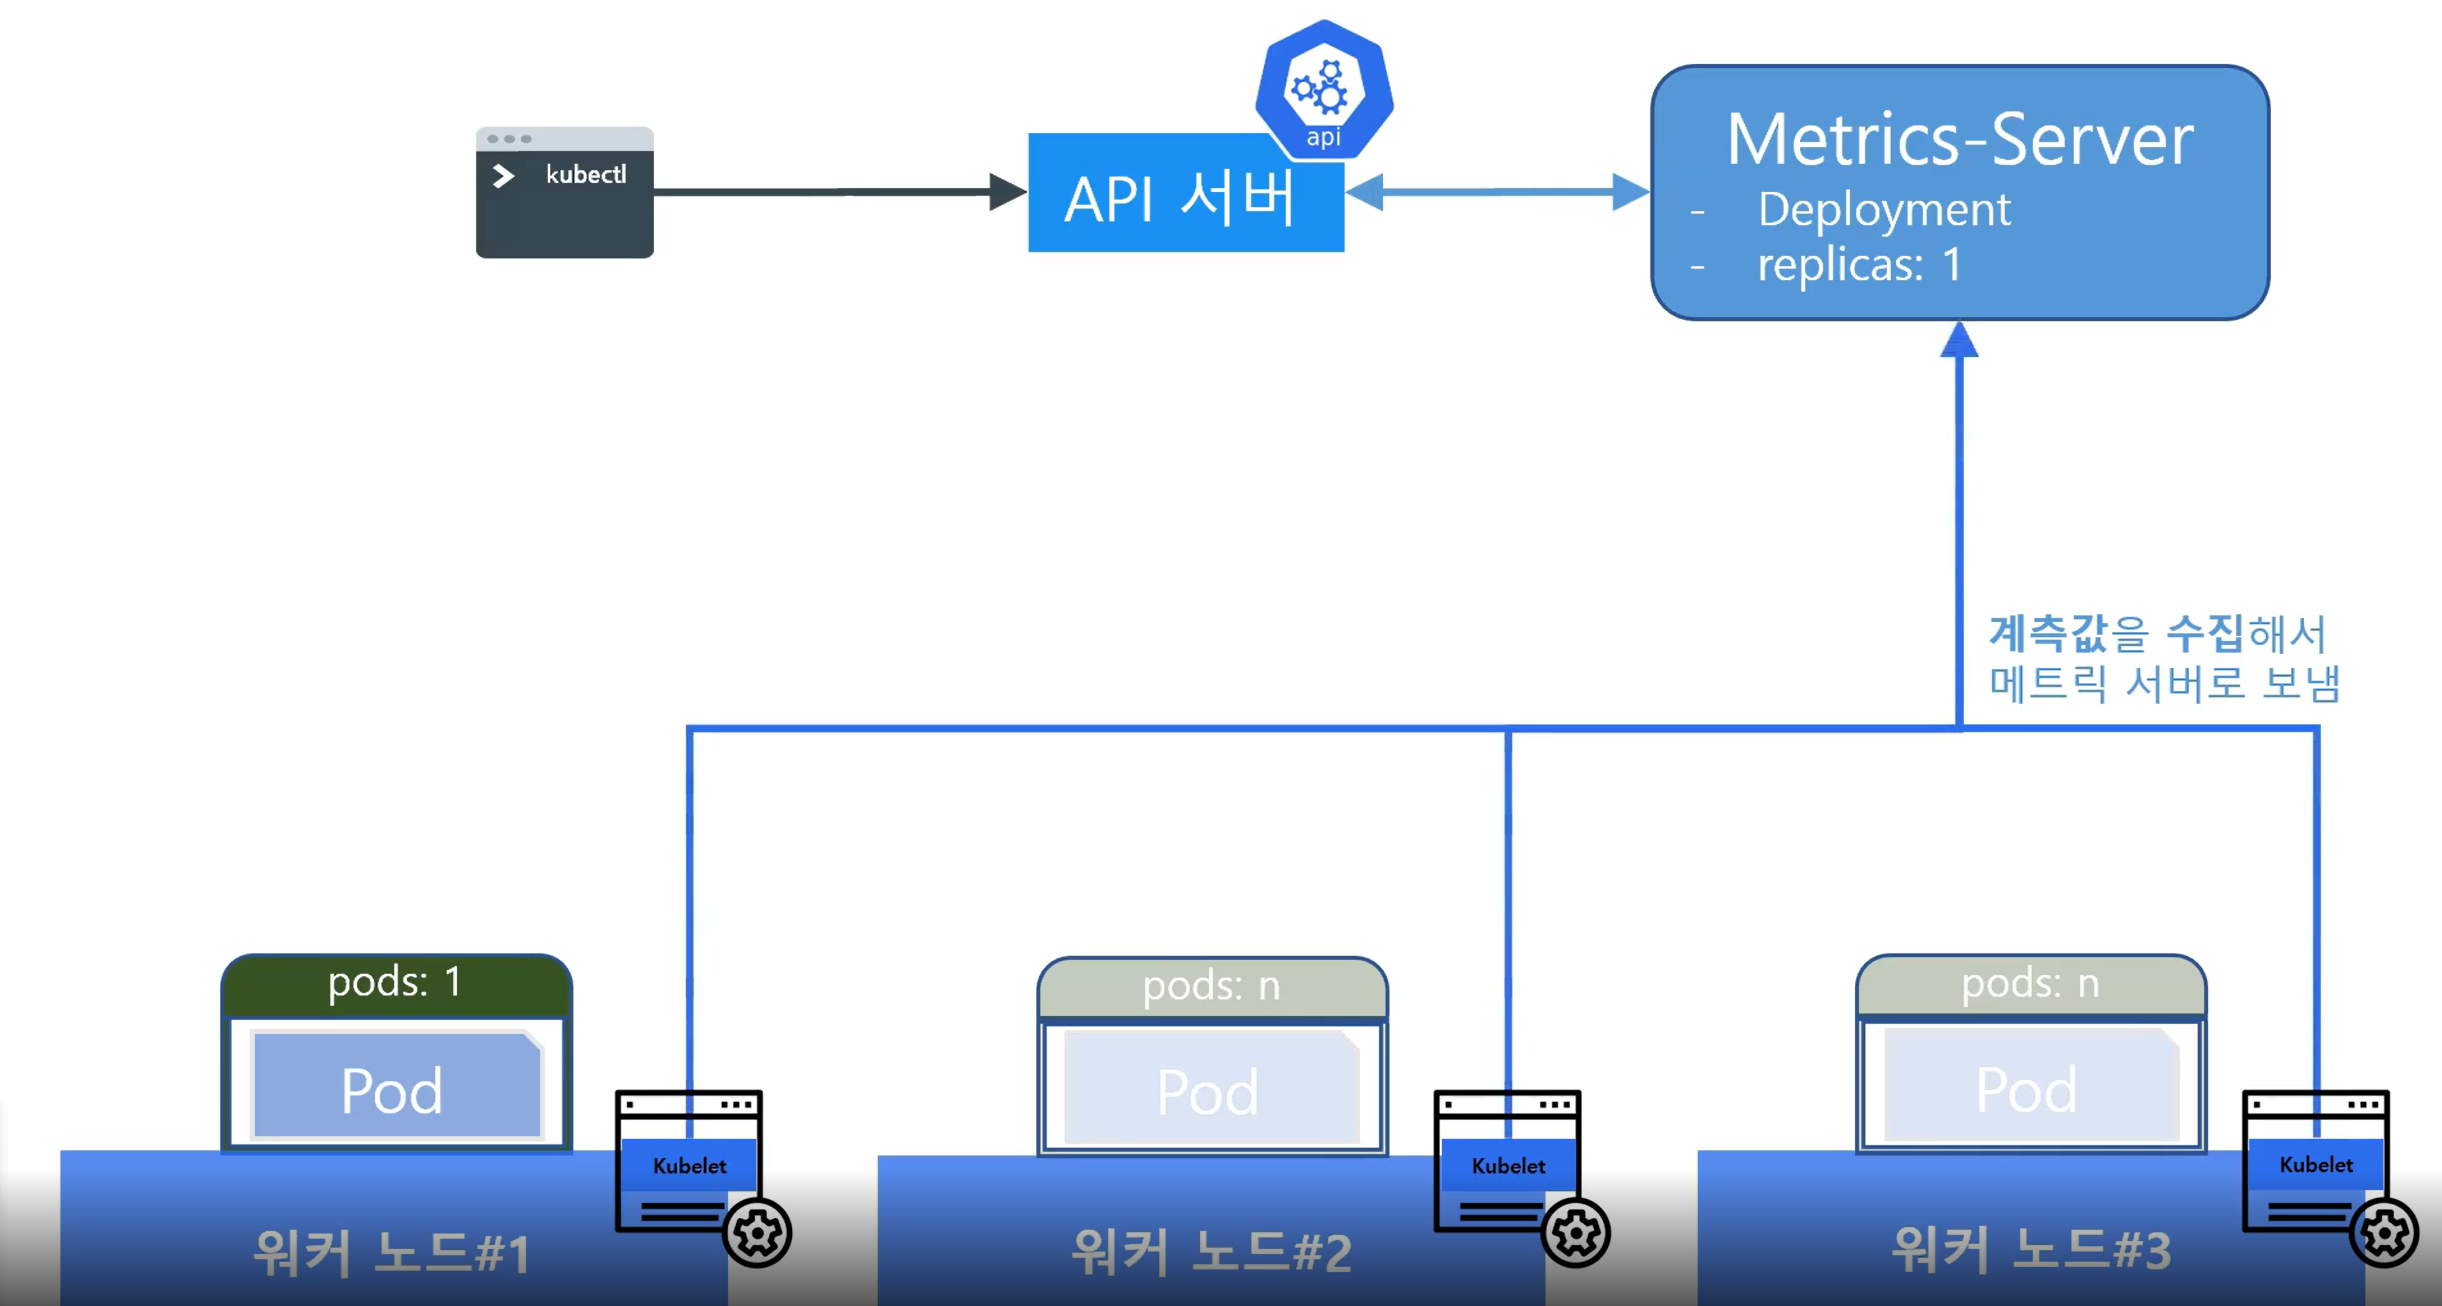 api
kubectl
API 서버
Metrics-Server
- Deployment
- replicas: 1
계측값을 수집해서
메트릭 서버로 보냄
pods: 1
Pod
Kubelet
워커 노드#1
pods: n
Pod
Kubelet
워커 노드#2
pods: n
Pod
Kubelet
워커 노드#3